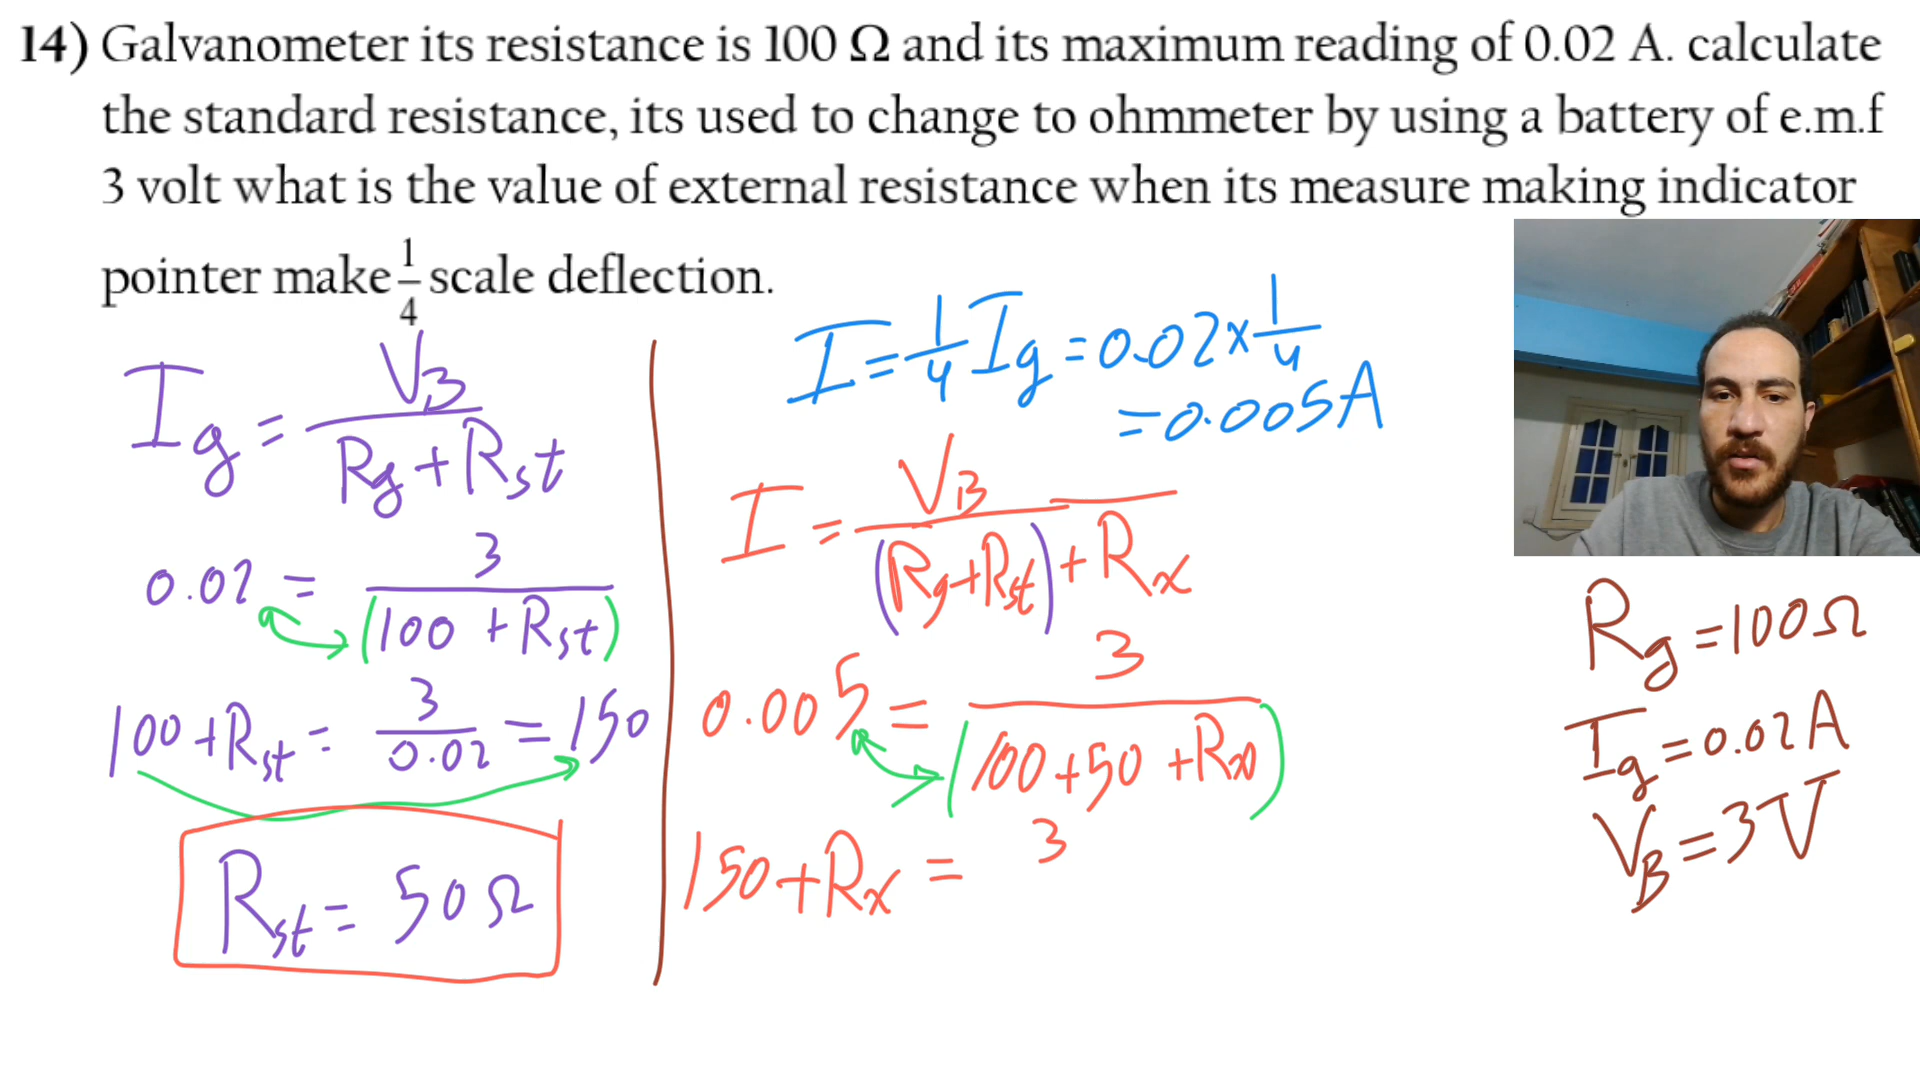 14) Galvanometer its resistance is 100 Ω and its maximum reading of 0.02 A. calculate
the standard resistance, its used to change to ohmmeter by using a battery of e.m.f
3 volt what is the value of external resistance when its measure making indicator
pointer make 1/4 scale deflection.
Ig = VB / (Rg + Rst)
0.02 = 3 / (100 + Rst)
100 + Rst = 3 / 0.02 = 150
Rst = 50 Ω
I = 1/4 Ig = 0.02 x 1/4
= 0.005 A
I = VB / ((Rg + Rst) + Rx)
0.005 = 3 / (100 + 50 + Rx)
150 + Rx = 3
Rg = 100 Ω
Ig = 0.02 A
VB = 3 V